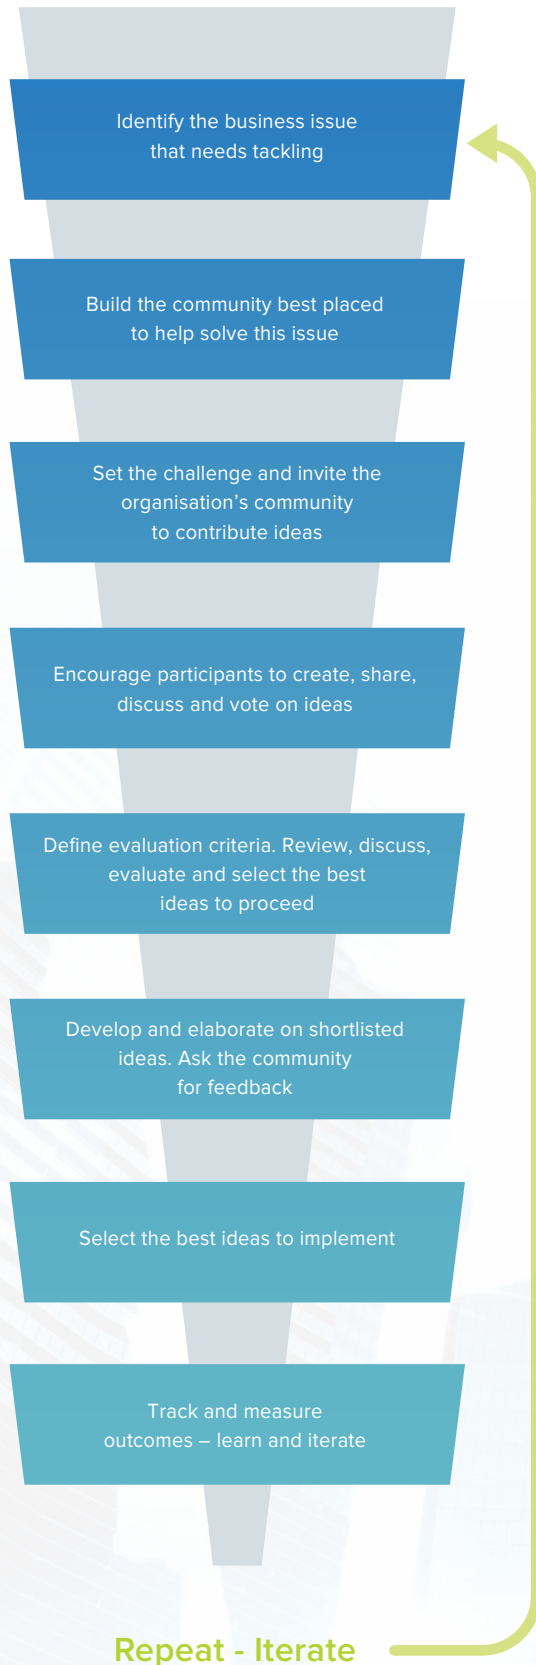 Identify the business issue
that needs tackling
Build the community best placed
to help solve this issue
Set the challenge and invite the
organisation’s community
to contribute ideas
Encourage participants to create, share,
discuss and vote on ideas
Define evaluation criteria. Review, discuss,
evaluate and select the best
ideas to proceed
Develop and elaborate on shortlisted
ideas. Ask the community
for feedback
Select the best ideas to implement
Track and measure
outcomes – learn and iterate
Repeat - Iterate